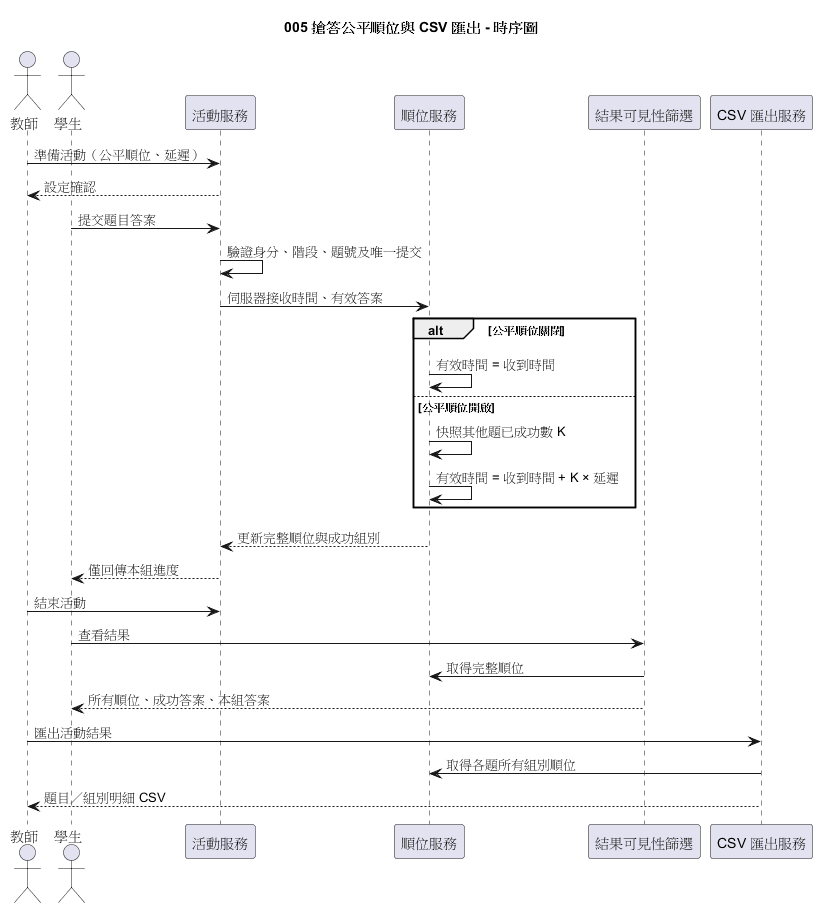 005 搶答公平順位與 CSV 匯出 - 時序圖
教師
學生
活動服務
順位服務
結果可見性篩選
CSV 匯出服務
準備活動（公平順位、延遲）
設定確認
提交題目答案
驗證身分、階段、題號及唯一提交
伺服器接收時間、有效答案
alt [公平順位關閉]
有效時間 = 收到時間
[公平順位開啟]
快照其他題已成功數 K
有效時間 = 收到時間 + K × 延遲
更新完整順位與成功組別
僅回傳本組進度
結束活動
查看結果
取得完整順位
所有順位、成功答案、本組答案
匯出活動結果
取得各題所有組別順位
題目／組別明細 CSV
教師
學生
活動服務
順位服務
結果可見性篩選
CSV 匯出服務